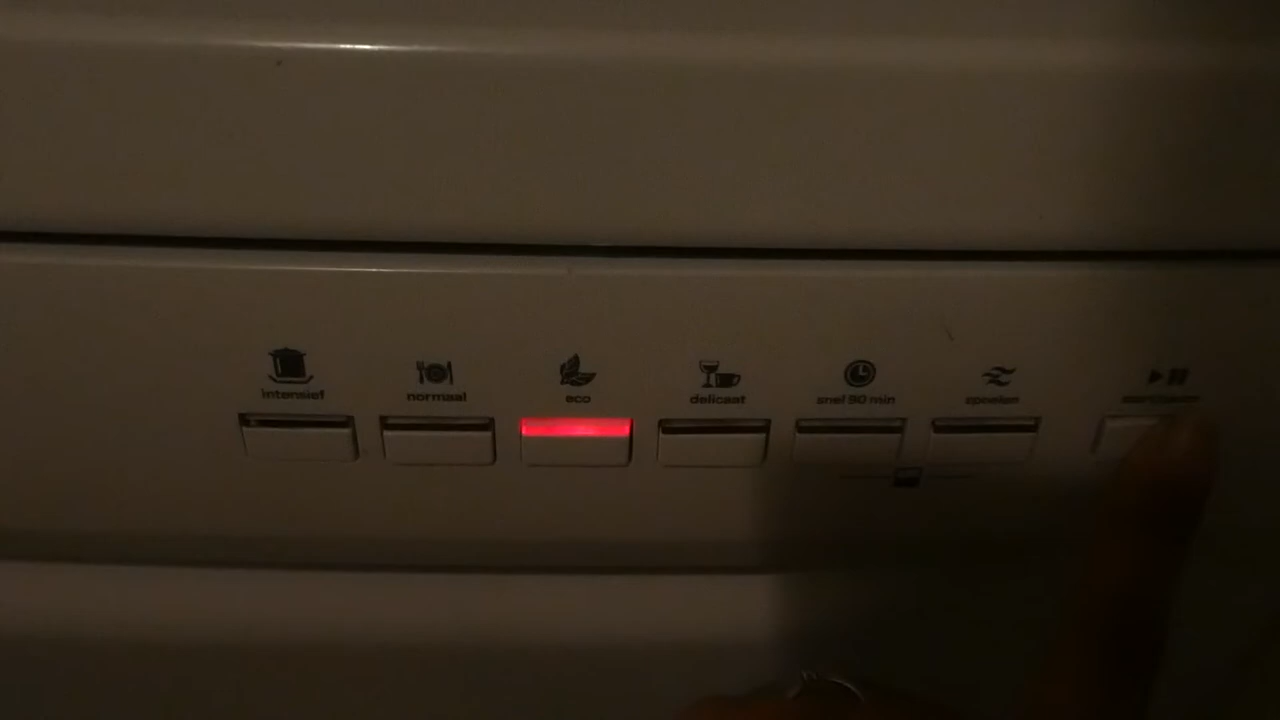 intensief
normaal
eco
delicaat
snel 90 min
spoelen